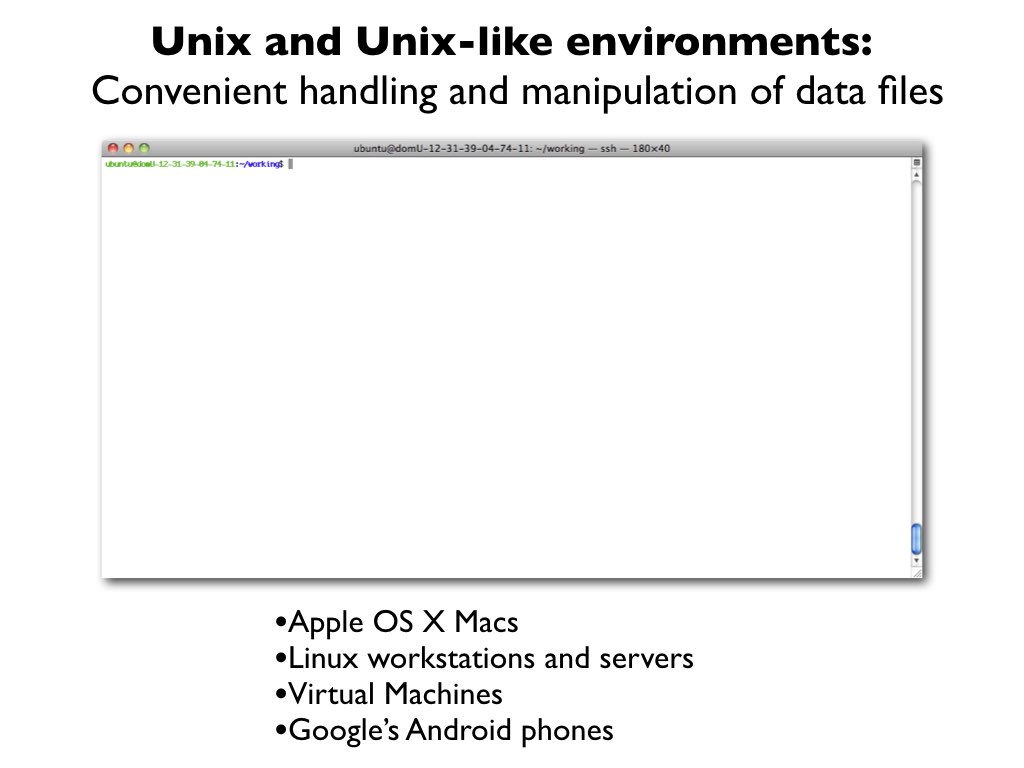 Unix and Unix-like environments:
Convenient handling and manipulation of data files
ubuntu@domU-12-31-39-04-74-11: ~/working — ssh — 180×40
ubuntu@domU-12-31-39-04-74-11:~/working$
•Apple OS X Macs
•Linux workstations and servers
•Virtual Machines
•Google’s Android phones